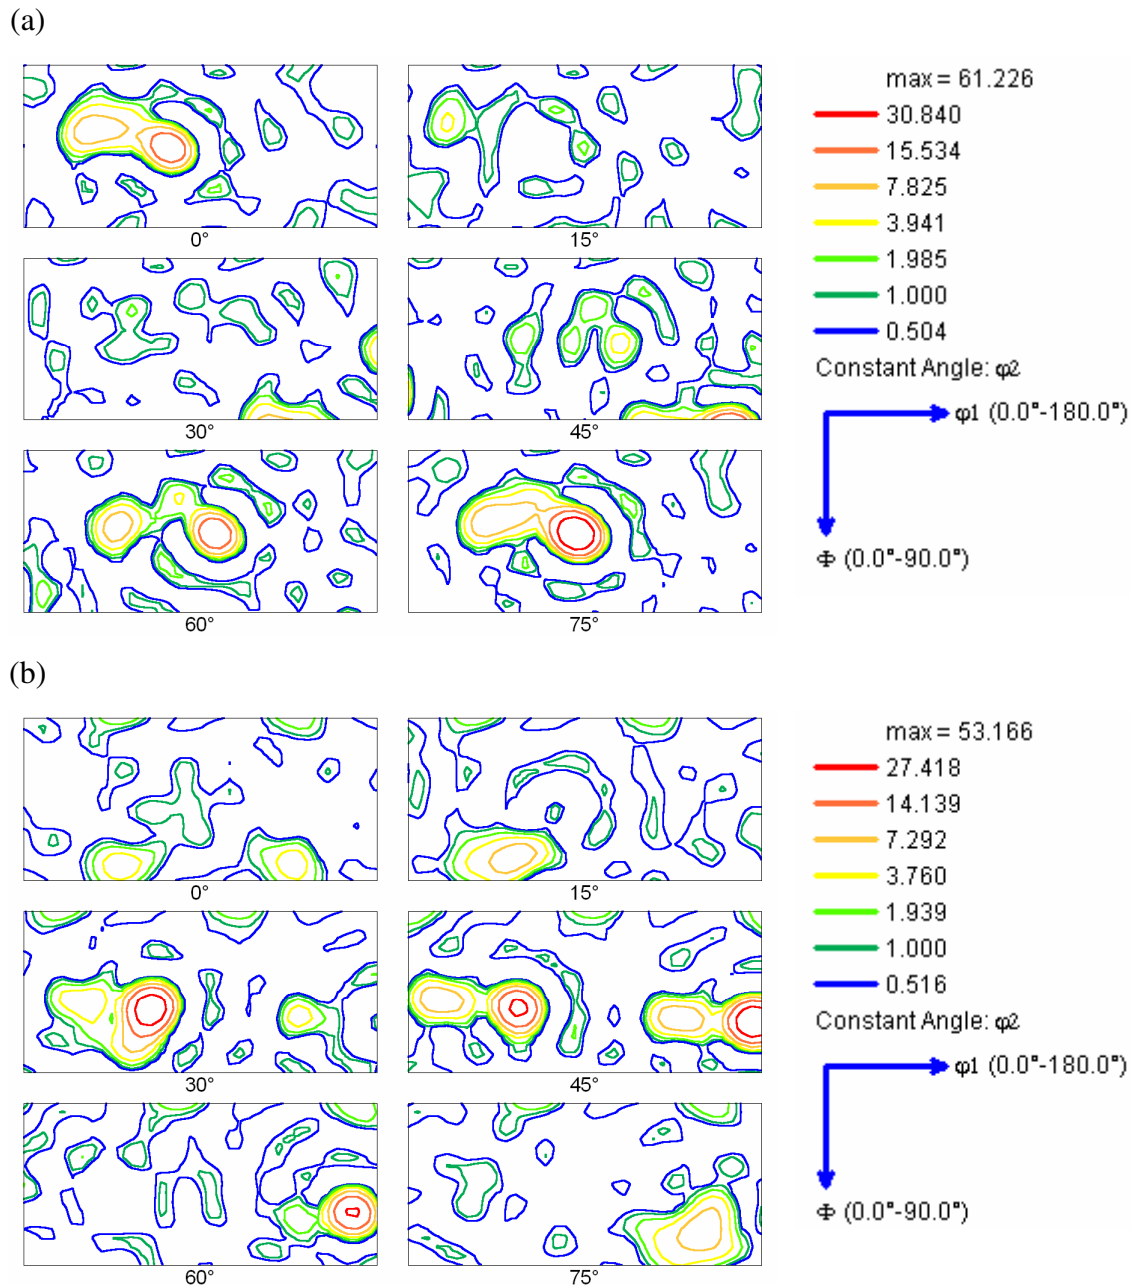 (a)
0°
15°
30°
45°
60°
75°
max = 61.226
30.840
15.534
7.825
3.941
1.985
1.000
0.504
Constant Angle: φ2
φ1 (0.0°-180.0°)
Φ (0.0°-90.0°)
(b)
0°
15°
30°
45°
60°
75°
max = 53.166
27.418
14.139
7.292
3.760
1.939
1.000
0.516
Constant Angle: φ2
φ1 (0.0°-180.0°)
Φ (0.0°-90.0°)